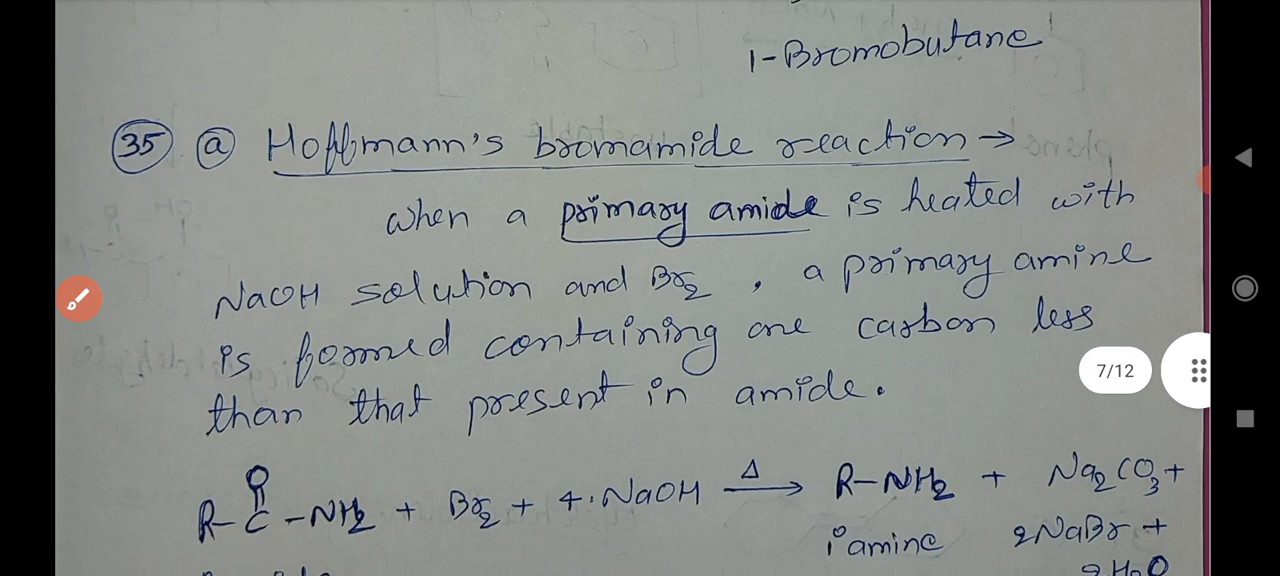 1-Bromobutane
35 a Hoffmann's bromamide reaction →
when a primary amide is heated with
NaOH solution and Br2 , a primary amine
is formed containing one carbon less
than that present in amide.
7/12
O
R-C-NH2 + Br2 + 4.NaOH Δ → R-NH2 + Na2CO3 +
1°amine 2NaBr +
2H2O